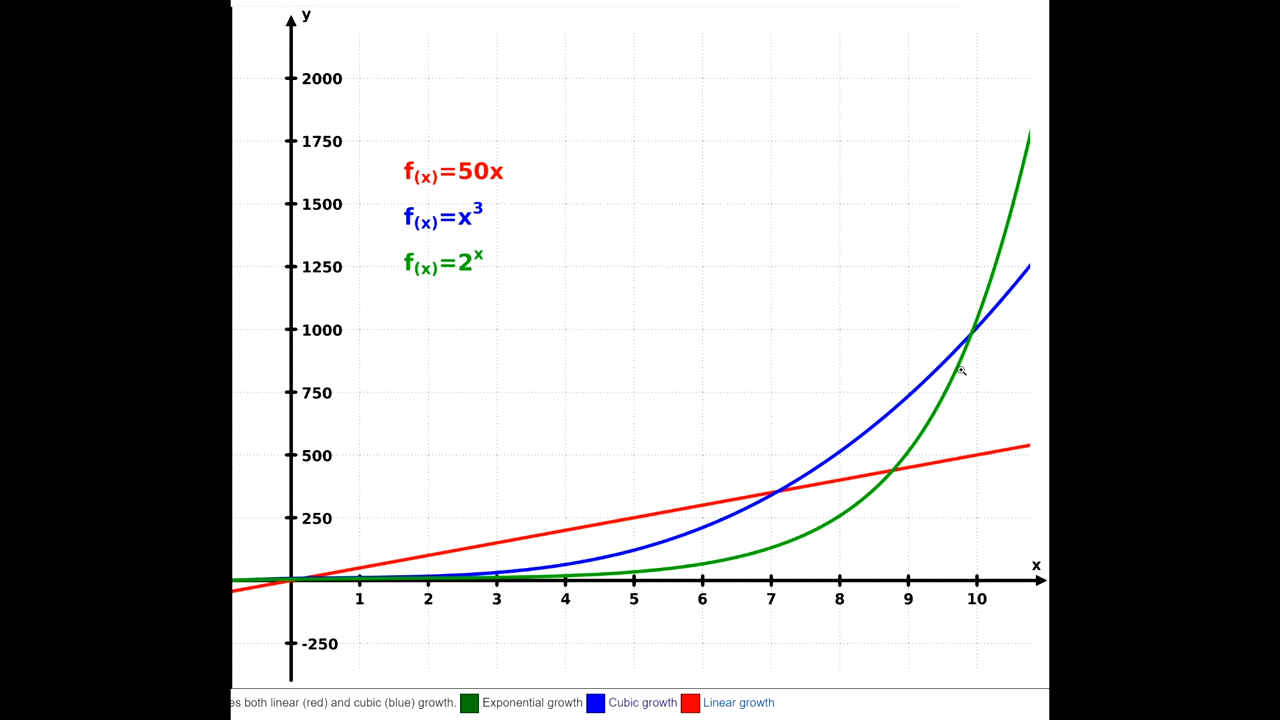 y
2000
1750
f(x)=50x
1500
f(x)=x³
1250
f(x)=2ˣ
1000
750
500
250
x
1 2 3 4 5 6 7 8 9 10
-250
both linear (red) and cubic (blue) growth. Exponential growth Cubic growth Linear growth